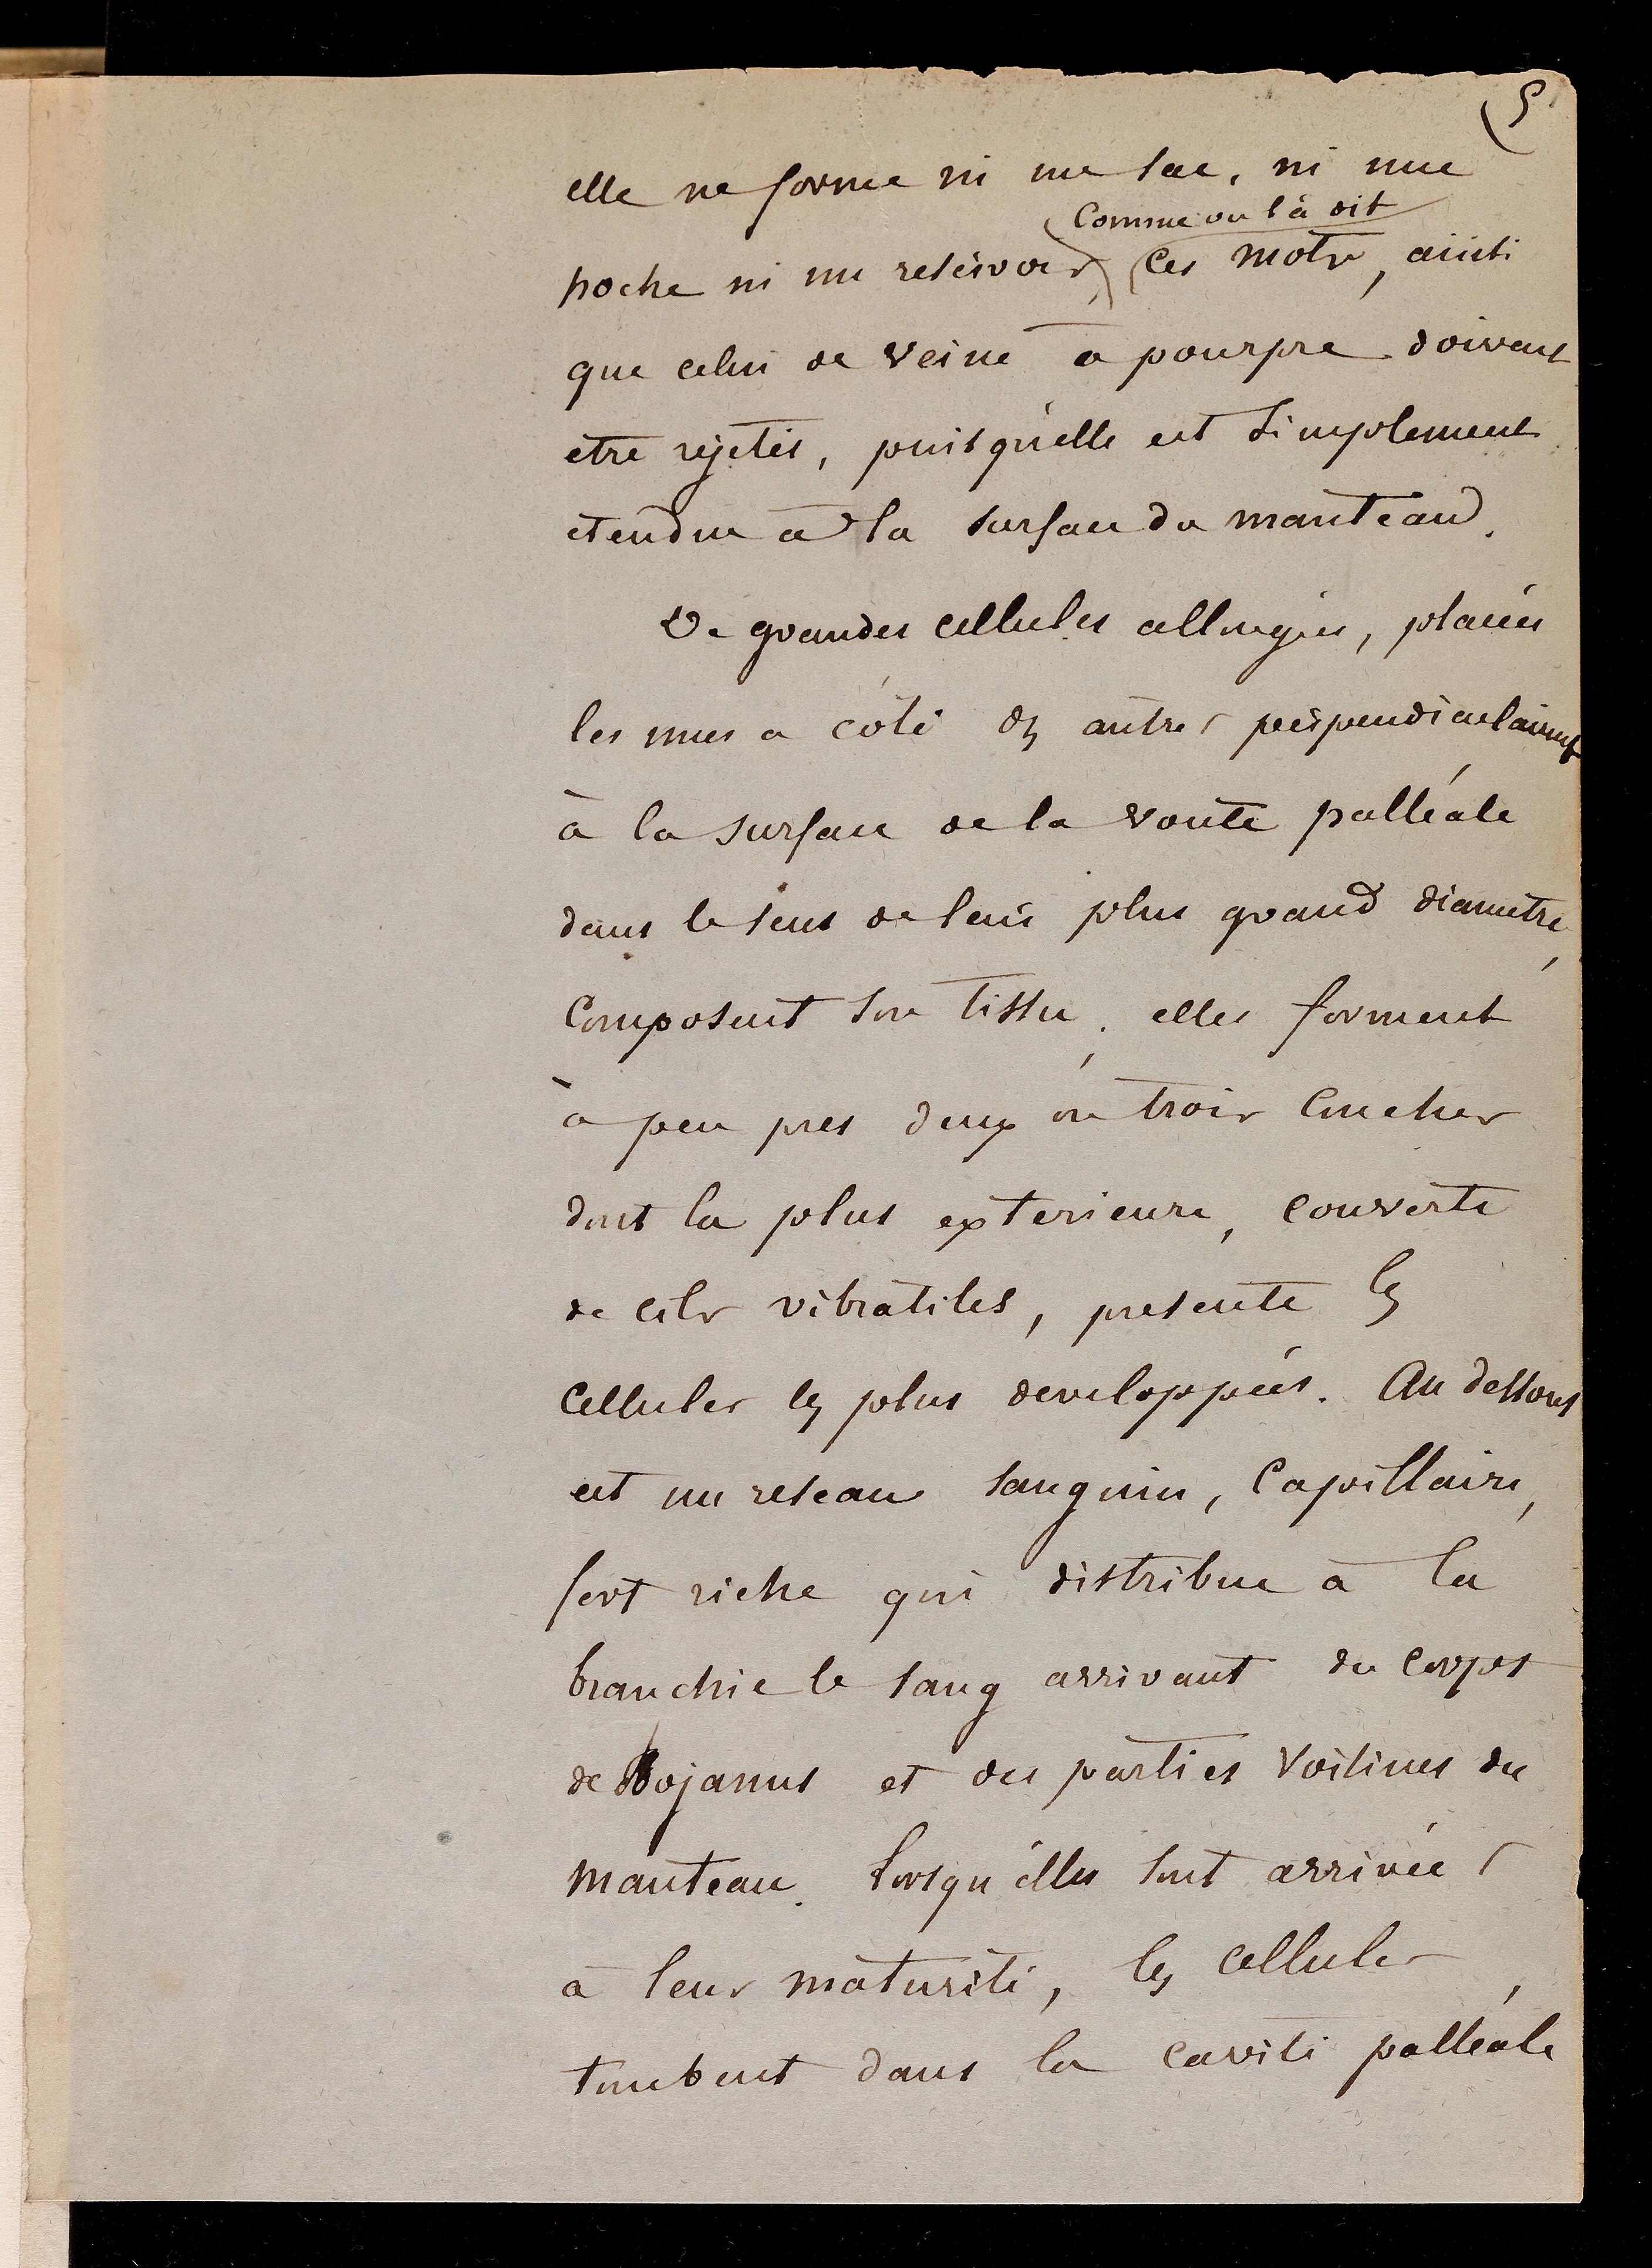 5
elle ne forme ni un sac, ni une
comme on l'a dit
poche ni un reservoir, Ces mots, ainsi
que celui de veine à pourpre doivent
etre rejetés, puisqu'elle est simplement
etendue à la surface du manteau.
De grandes cellules allongées, placées
les unes a côté des autres perpendiculairement
à la surface de la voute palléale
dans le sens de leur plus grand diametre,
composent son tissu. elles forment
à peu pres deux ou trois couches
dont la plus exterieure, couverte
de cils vibratiles, presente les
cellules les plus developpées. Au dessous
est un reseau sanguin, capillaire,
fort riche qui distribue à la
branchie le sang arrivant du corps
de Bojanus et des parties voisines du
manteau. Lorsqu'elles sont arrivées
à leur maturité, les cellules
tombent dans la cavité palléale